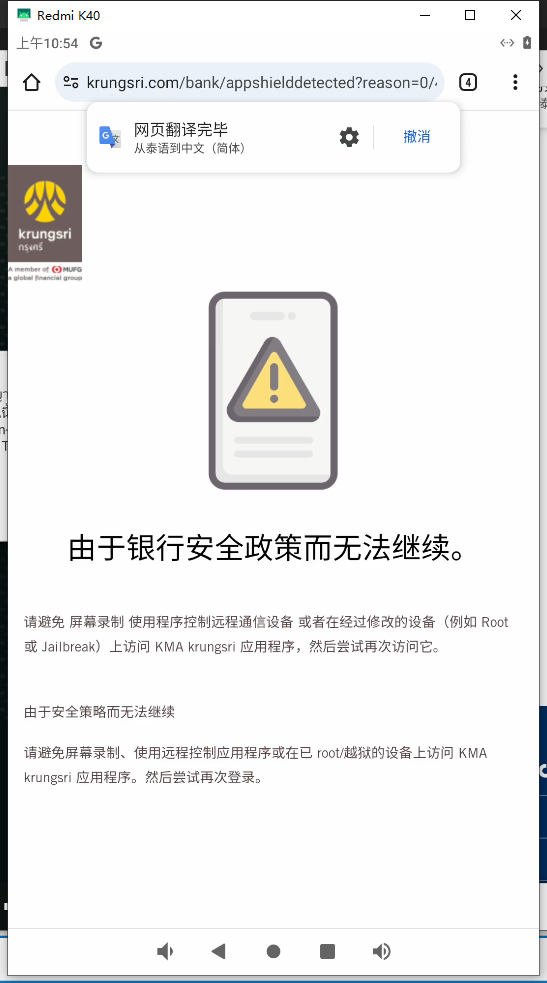 Redmi K40
上午10:54
krungsri.com/bank/appshielddetected?reason=0/
4
网页翻译完毕
从泰语到中文（简体）
撤消
krungsri
กรุงศรี
A member of MUFG
a global financial group
由于银行安全政策而无法继续。
请避免 屏幕录制 使用程序控制远程通信设备 或者在经过修改的设备（例如 Root
或 Jailbreak）上访问 KMA krungsri 应用程序，然后尝试再次访问它。
由于安全策略而无法继续
请避免屏幕录制、使用远程控制应用程序或在已 root/越狱的设备上访问 KMA
krungsri 应用程序。然后尝试再次登录。